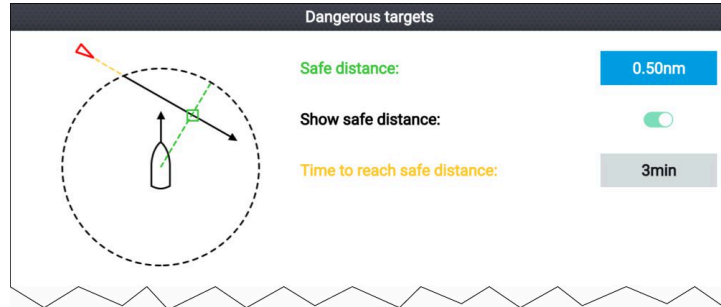 Dangerous targets
Safe distance: 0.50nm
Show safe distance:
Time to reach safe distance: 3min